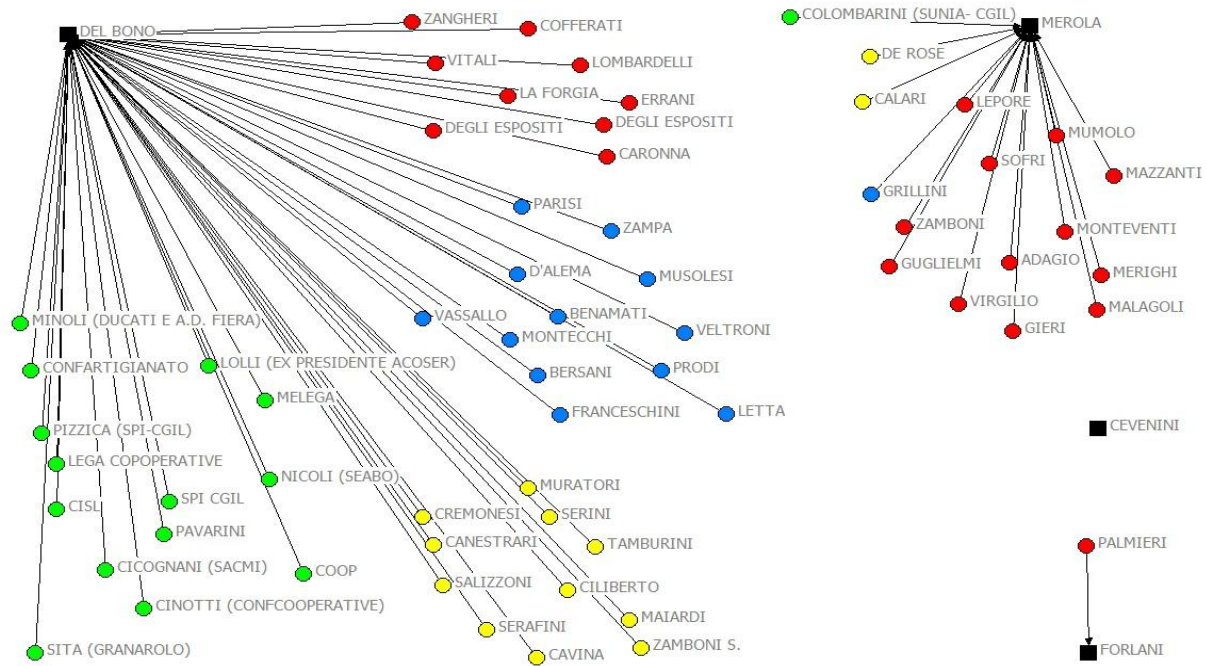 DEL BONO
ZANGHERI
COFFERATI
VITALI
LOMBARDELLI
LA FORGIA
ERRANI
DEGLI ESPOSITI
DEGLI ESPOSITI
CARONNA
PARISI
ZAMPA
D'ALEMA
MUSOLESI
VASSALLO
BENAMATI
MONTECCHI
VELTRONI
BERSANI
PRODI
FRANCESCHINI
LETTA
MINOLI (DUCATI E A.D. FIERA)
CONFARTIGIANATO
LOLLI (EX PRESIDENTE ACOSER)
MELEGA
PIZZICA (SPI-CGIL)
LEGA COPOPERATIVE
NICOLI (SEABO)
CISL
SPI CGIL
PAVARINI
CICOGNANI (SACMI)
COOP
CINOTTI (CONFCOOPERATIVE)
SITA (GRANAROLO)
MURATORI
CREMONESI
SERINI
CANESTRARI
TAMBURINI
SALIZZONI
CILIBERTO
SERAFINI
MAIARDI
CAVINA
ZAMBONI S.
COLOMBARINI (SUNIA- CGIL)
MEROLA
DE ROSE
CALARI
LEPORE
MUMOLO
SOFRI
MAZZANTI
GRILLINI
ZAMBONI
MONTEVENTI
GUGLIELMI
ADAGIO
MERIGHI
VIRGILIO
MALAGOLI
GIERI
CEVENINI
PALMIERI
FORLANI